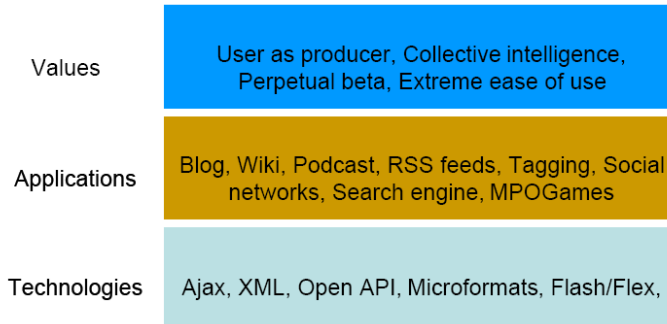 Values
User as producer, Collective intelligence,
Perpetual beta, Extreme ease of use
Applications
Blog, Wiki, Podcast, RSS feeds, Tagging, Social
networks, Search engine, MPOGames
Technologies
Ajax, XML, Open API, Microformats, Flash/Flex,